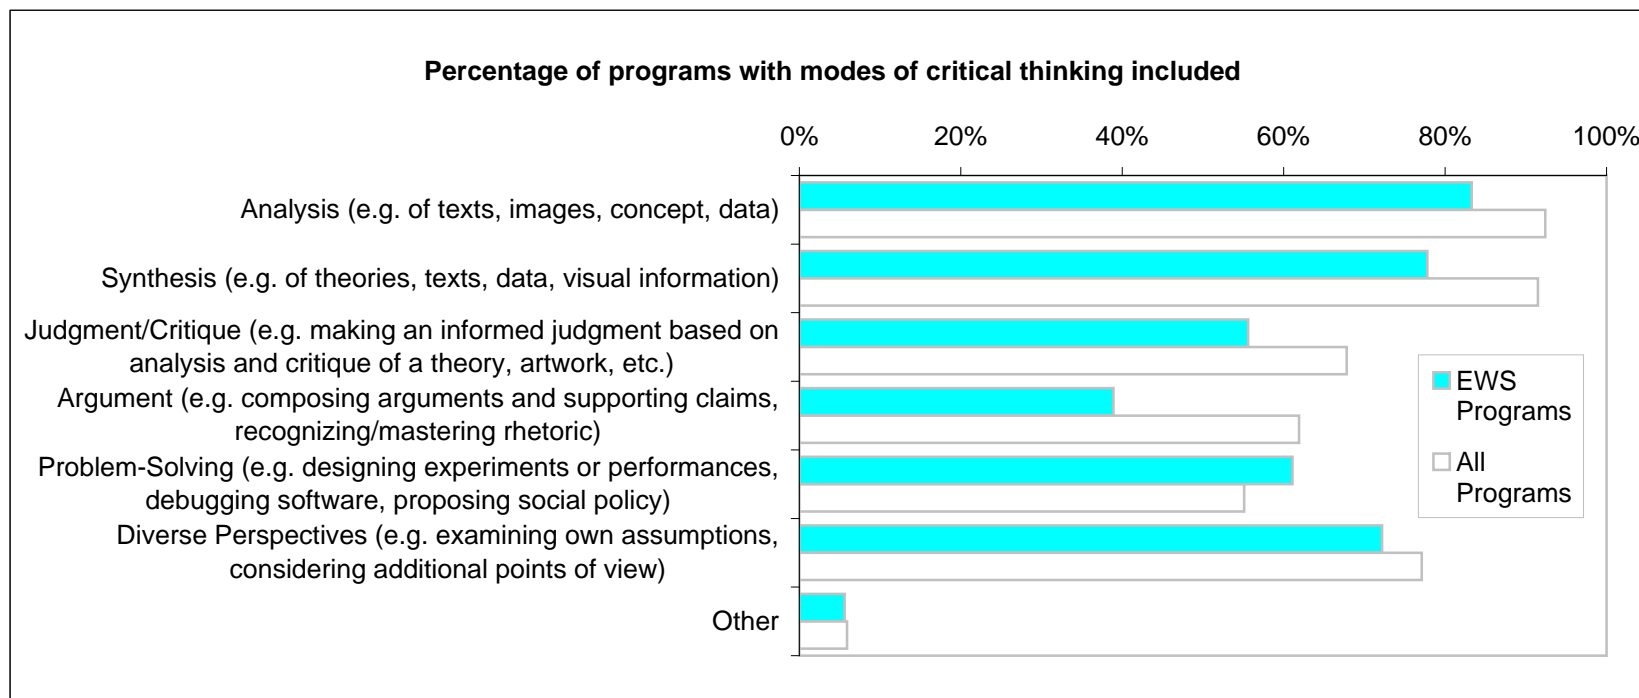 Percentage of programs with modes of critical thinking included
0% 20% 40% 60% 80% 100%
Analysis (e.g. of texts, images, concept, data)
Synthesis (e.g. of theories, texts, data, visual information)
Judgment/Critique (e.g. making an informed judgment based on
analysis and critique of a theory, artwork, etc.)
Argument (e.g. composing arguments and supporting claims,
recognizing/mastering rhetoric)
Problem-Solving (e.g. designing experiments or performances,
debugging software, proposing social policy)
Diverse Perspectives (e.g. examining own assumptions,
considering additional points of view)
Other
EWS
Programs
All
Programs